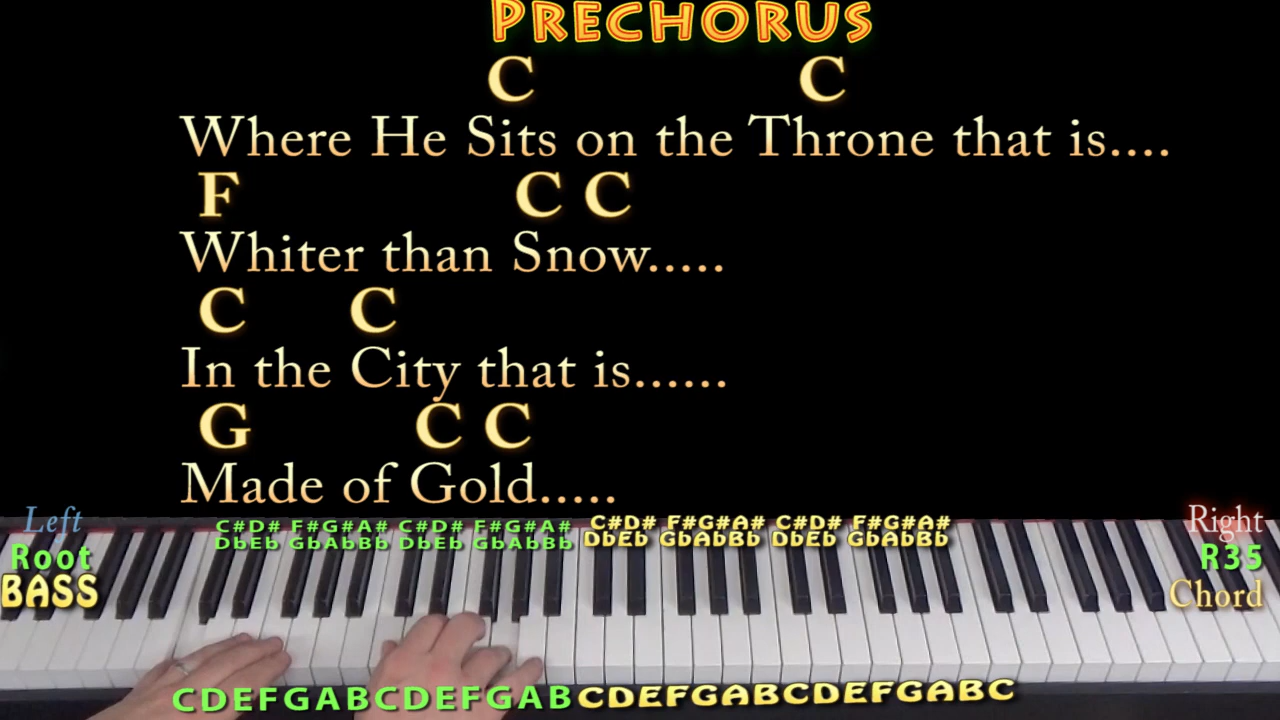 PRECHORUS
C C
Where He Sits on the Throne that is....
F C C
Whiter than Snow.....
C C
In the City that is......
G C C
Made of Gold.....
Left
Root
BASS
C#D# F#G#A# C#D# F#G#A# C#D# F#G#A# C#D# F#G#A#
DbEb GbAbBb DbEb GbAbBb DbEb GbAbBb DbEb GbAbBb
Right
R35
Chord
CDEFGABCDEFGABCDEFGABCDEFGABC